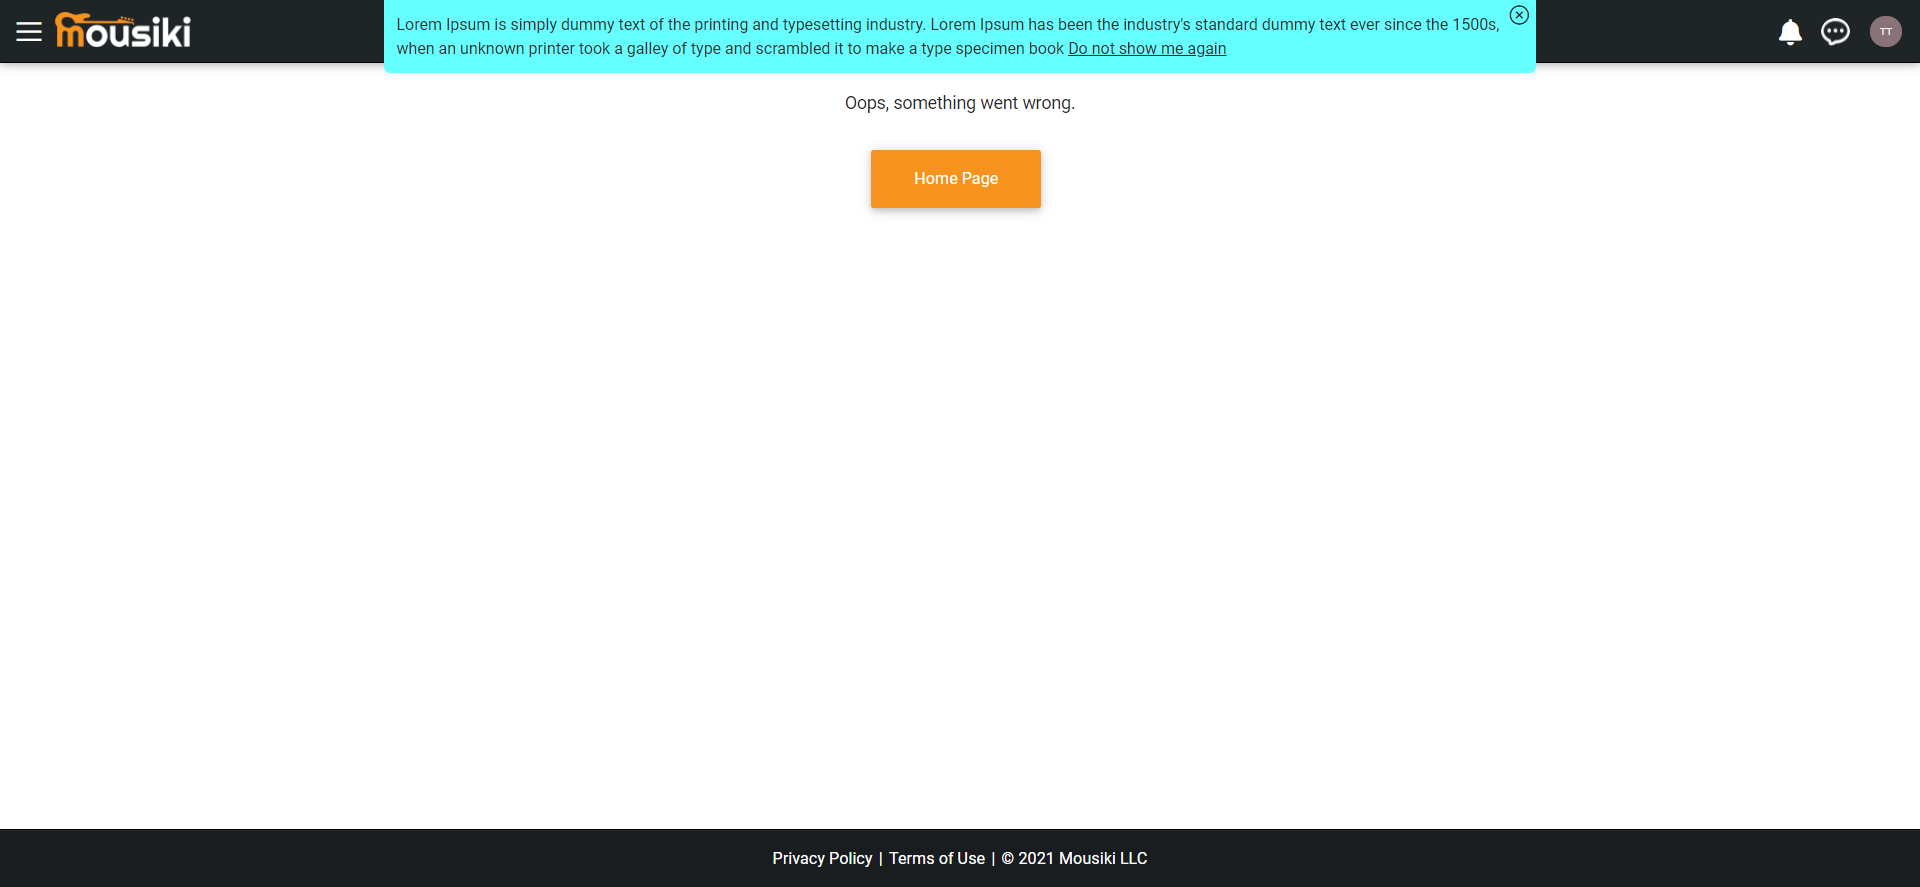 mousiki
Lorem Ipsum is simply dummy text of the printing and typesetting industry. Lorem Ipsum has been the industry's standard dummy text ever since the 1500s,
when an unknown printer took a galley of type and scrambled it to make a type specimen book Do not show me again
TT
Oops, something went wrong.
Home Page
Privacy Policy | Terms of Use | © 2021 Mousiki LLC